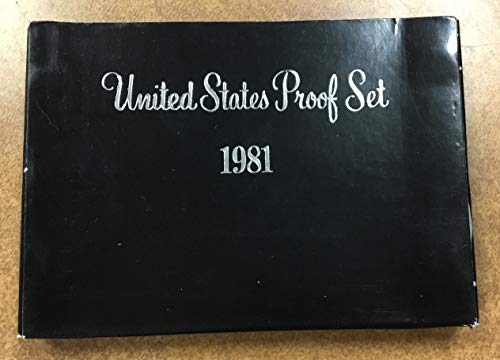 United States Proof Set
1981